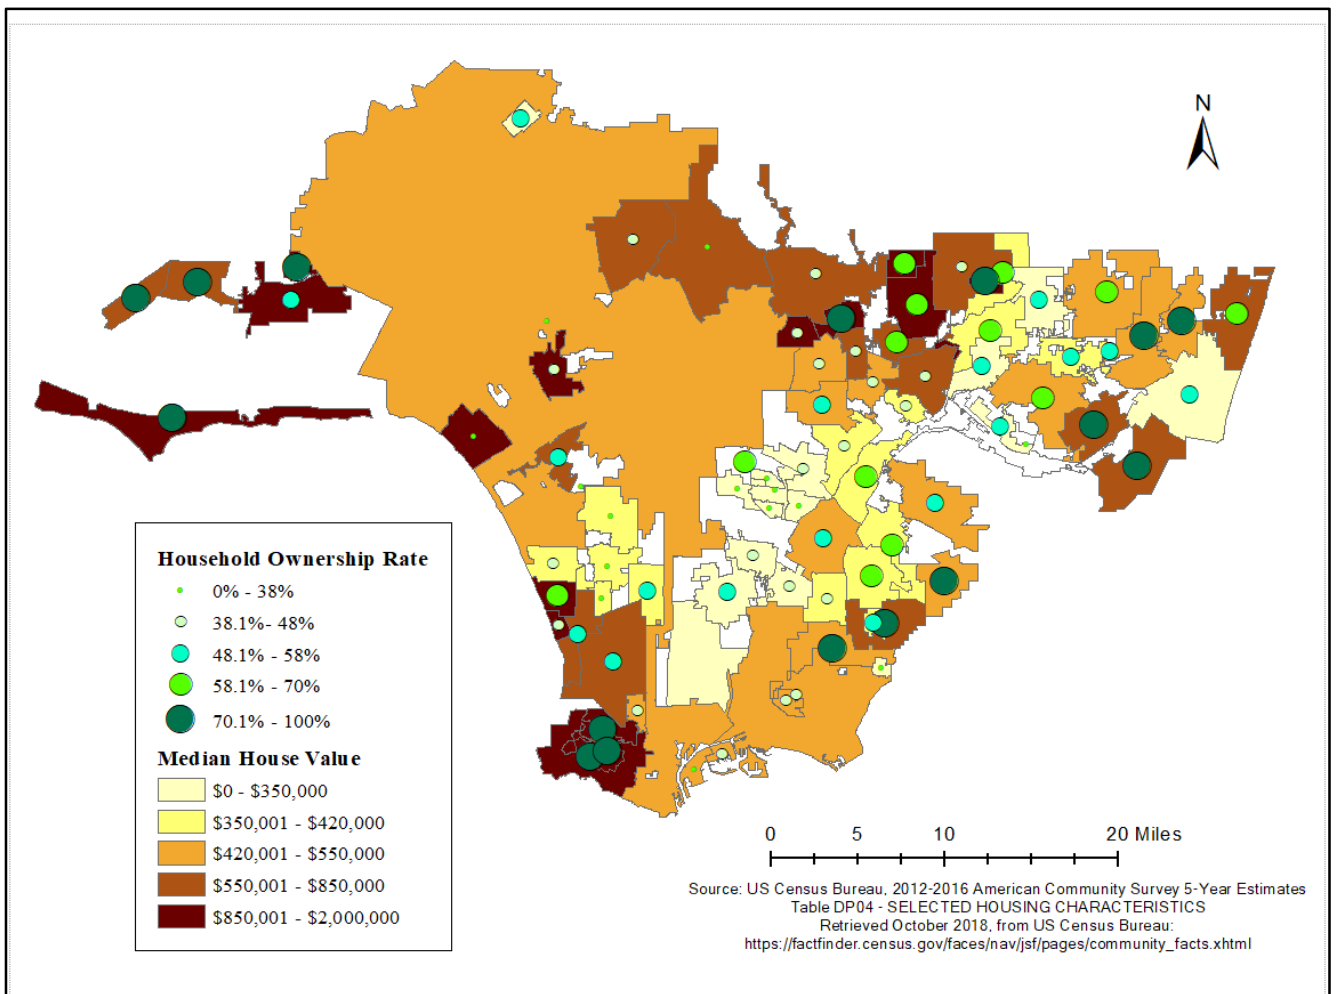 N
Household Ownership Rate
0% - 38%
38.1%- 48%
48.1% - 58%
58.1% - 70%
70.1% - 100%
Median House Value
$0 - $350,000
$350,001 - $420,000
$420,001 - $550,000
$550,001 - $850,000
$850,001 - $2,000,000
0 5 10 20 Miles
Source: US Census Bureau, 2012-2016 American Community Survey 5-Year Estimates
Table DP04 - SELECTED HOUSING CHARACTERISTICS
Retrieved October 2018, from US Census Bureau:
https://factfinder.census.gov/faces/nav/jsf/pages/community_facts.xhtml